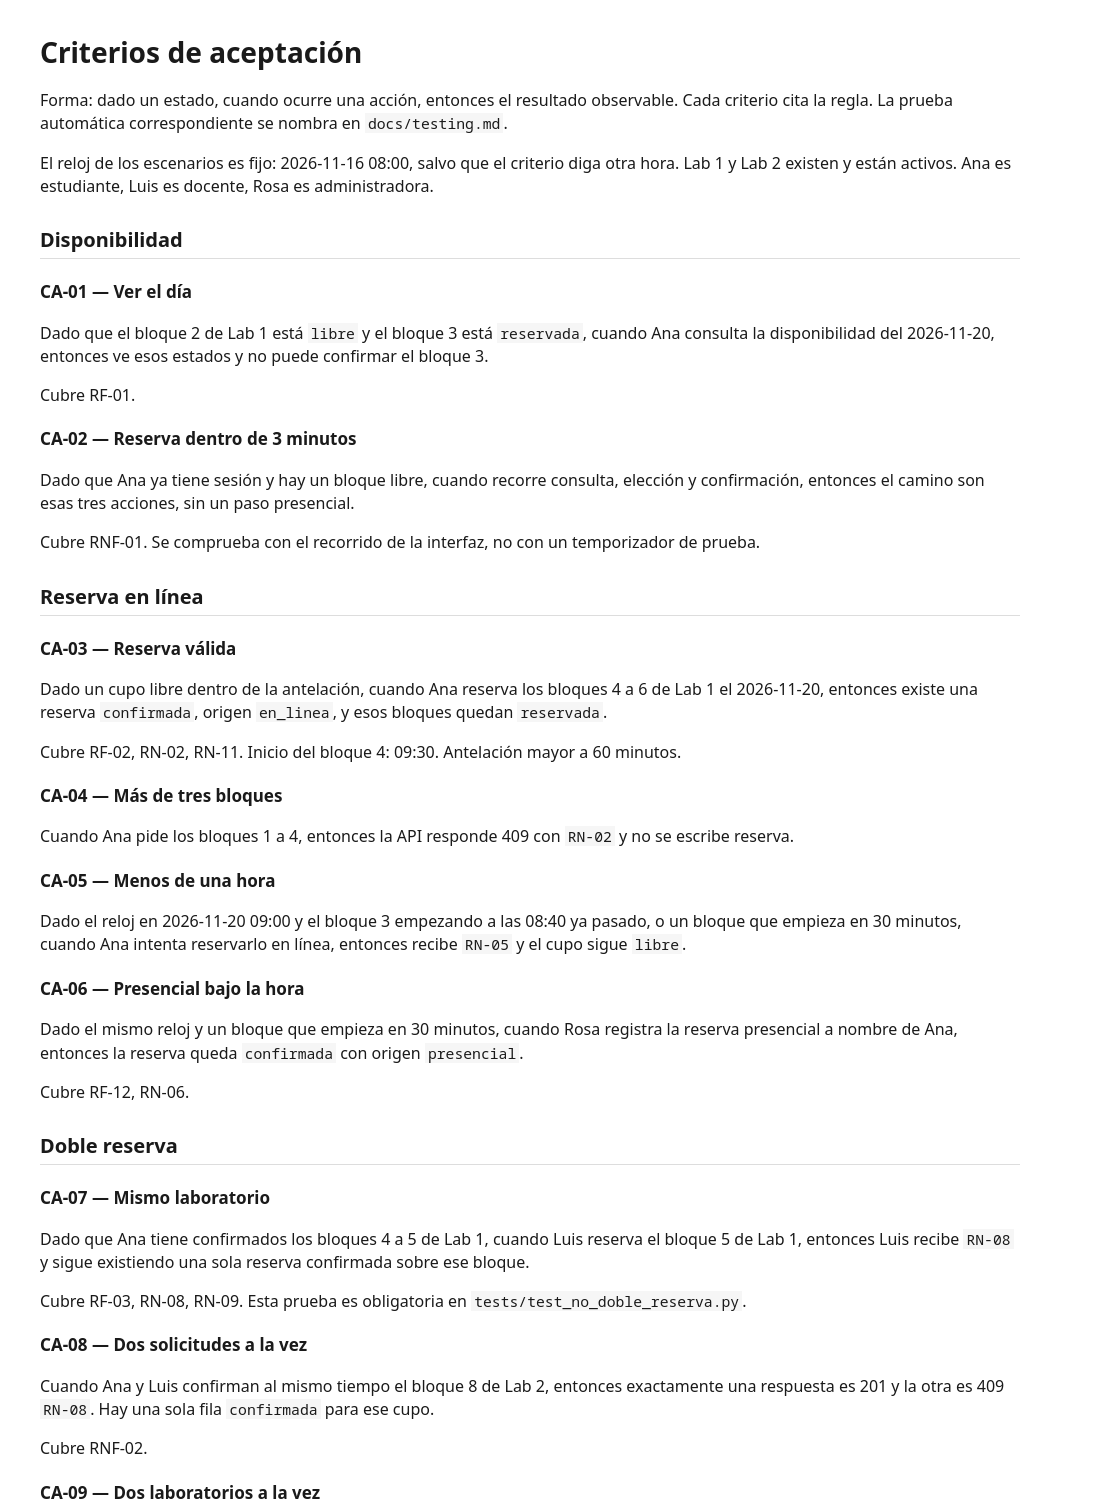 Criterios de aceptación
Forma: dado un estado, cuando ocurre una acción, entonces el resultado observable. Cada criterio cita la regla. La prueba
automática correspondiente se nombra en docs/testing.md.
El reloj de los escenarios es fijo: 2026-11-16 08:00, salvo que el criterio diga otra hora. Lab 1 y Lab 2 existen y están activos. Ana es
estudiante, Luis es docente, Rosa es administradora.
Disponibilidad
CA-01 — Ver el día
Dado que el bloque 2 de Lab 1 está libre y el bloque 3 está reservada, cuando Ana consulta la disponibilidad del 2026-11-20,
entonces ve esos estados y no puede confirmar el bloque 3.
Cubre RF-01.
CA-02 — Reserva dentro de 3 minutos
Dado que Ana ya tiene sesión y hay un bloque libre, cuando recorre consulta, elección y confirmación, entonces el camino son
esas tres acciones, sin un paso presencial.
Cubre RNF-01. Se comprueba con el recorrido de la interfaz, no con un temporizador de prueba.
Reserva en línea
CA-03 — Reserva válida
Dado un cupo libre dentro de la antelación, cuando Ana reserva los bloques 4 a 6 de Lab 1 el 2026-11-20, entonces existe una
reserva confirmada, origen en_linea, y esos bloques quedan reservada.
Cubre RF-02, RN-02, RN-11. Inicio del bloque 4: 09:30. Antelación mayor a 60 minutos.
CA-04 — Más de tres bloques
Cuando Ana pide los bloques 1 a 4, entonces la API responde 409 con RN-02 y no se escribe reserva.
CA-05 — Menos de una hora
Dado el reloj en 2026-11-20 09:00 y el bloque 3 empezando a las 08:40 ya pasado, o un bloque que empieza en 30 minutos,
cuando Ana intenta reservarlo en línea, entonces recibe RN-05 y el cupo sigue libre.
CA-06 — Presencial bajo la hora
Dado el mismo reloj y un bloque que empieza en 30 minutos, cuando Rosa registra la reserva presencial a nombre de Ana,
entonces la reserva queda confirmada con origen presencial.
Cubre RF-12, RN-06.
Doble reserva
CA-07 — Mismo laboratorio
Dado que Ana tiene confirmados los bloques 4 a 5 de Lab 1, cuando Luis reserva el bloque 5 de Lab 1, entonces Luis recibe RN-08
y sigue existiendo una sola reserva confirmada sobre ese bloque.
Cubre RF-03, RN-08, RN-09. Esta prueba es obligatoria en tests/test_no_doble_reserva.py.
CA-08 — Dos solicitudes a la vez
Cuando Ana y Luis confirman al mismo tiempo el bloque 8 de Lab 2, entonces exactamente una respuesta es 201 y la otra es 409
RN-08. Hay una sola fila confirmada para ese cupo.
Cubre RNF-02.
CA-09 — Dos laboratorios a la vez